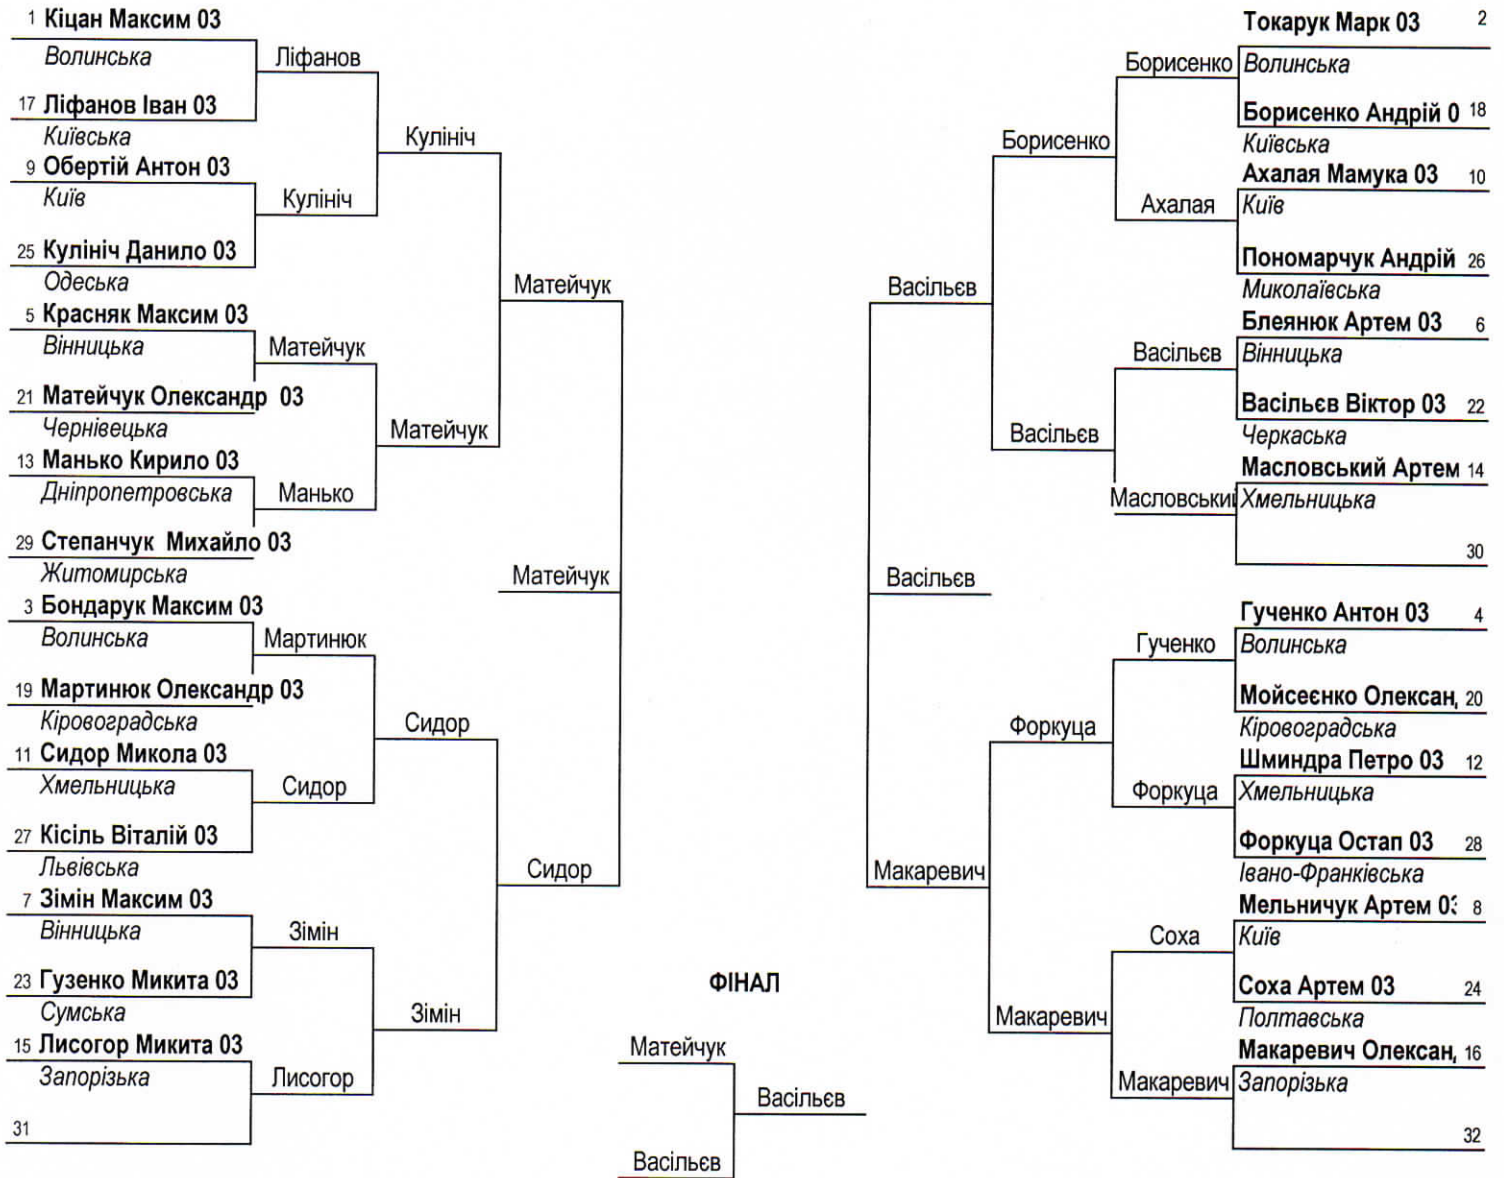 1 Кіцан Максим 03
Волинська
Ліфанов
17 Ліфанов Іван 03
Київська
Кулініч
9 Обертій Антон 03
Київ
Кулініч
25 Кулініч Данило 03
Одеська
Матейчук
5 Красняк Максим 03
Вінницька
Матейчук
21 Матейчук Олександр 03
Чернівецька
Матейчук
13 Манько Кирило 03
Дніпропетровська
Манько
29 Степанчук Михайло 03
Житомирська
Матейчук
3 Бондарук Максим 03
Волинська
Мартинюк
19 Мартинюк Олександр 03
Кіровоградська
Сидор
11 Сидор Микола 03
Хмельницька
Сидор
27 Кісіль Віталій 03
Львівська
Сидор
7 Зімін Максим 03
Вінницька
Зімін
23 Гузенко Микита 03
Сумська
Зімін
15 Лисогор Микита 03
Запорізька
Лисогор
31
ФІНАЛ
Матейчук
Васільєв
Васільєв
Токарук Марк 03 2
Борисенко
Волинська
Борисенко Андрій 0 18
Борисенко
Київська
Ахалая Мамука 03 10
Ахалая
Київ
Пономарчук Андрій 26
Васільєв
Миколаївська
Блеянюк Артем 03 6
Васільєв
Вінницька
Васільєв Віктор 03 22
Васільєв
Черкаська
Масловський Артем 14
Масловський
Хмельницька
30
Васільєв
Гученко Антон 03 4
Гученко
Волинська
Мойсеєнко Олексан, 20
Форкуца
Кіровоградська
Шминдра Петро 03 12
Форкуца
Хмельницька
Форкуца Остап 03 28
Макаревич
Івано-Франківська
Мельничук Артем 03 8
Соха
Київ
Соха Артем 03 24
Макаревич
Полтавська
Макаревич Олексан, 16
Макаревич
Запорізька
32